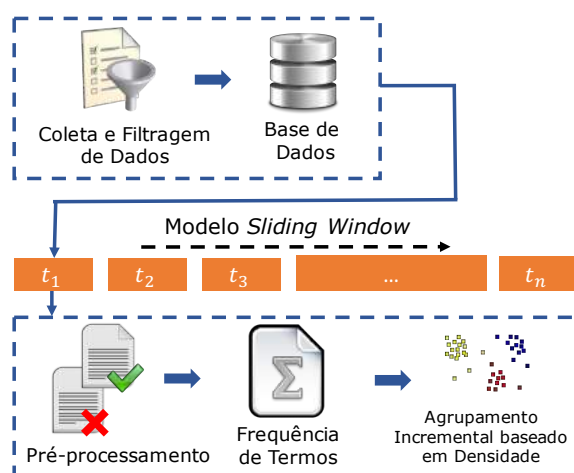 Coleta e Filtragem
de Dados
Base de
Dados
Modelo Sliding Window
t1
t2
t3
...
tn
Σ
Pré-processamento
Frequência
de Termos
Agrupamento
Incremental baseado
em Densidade